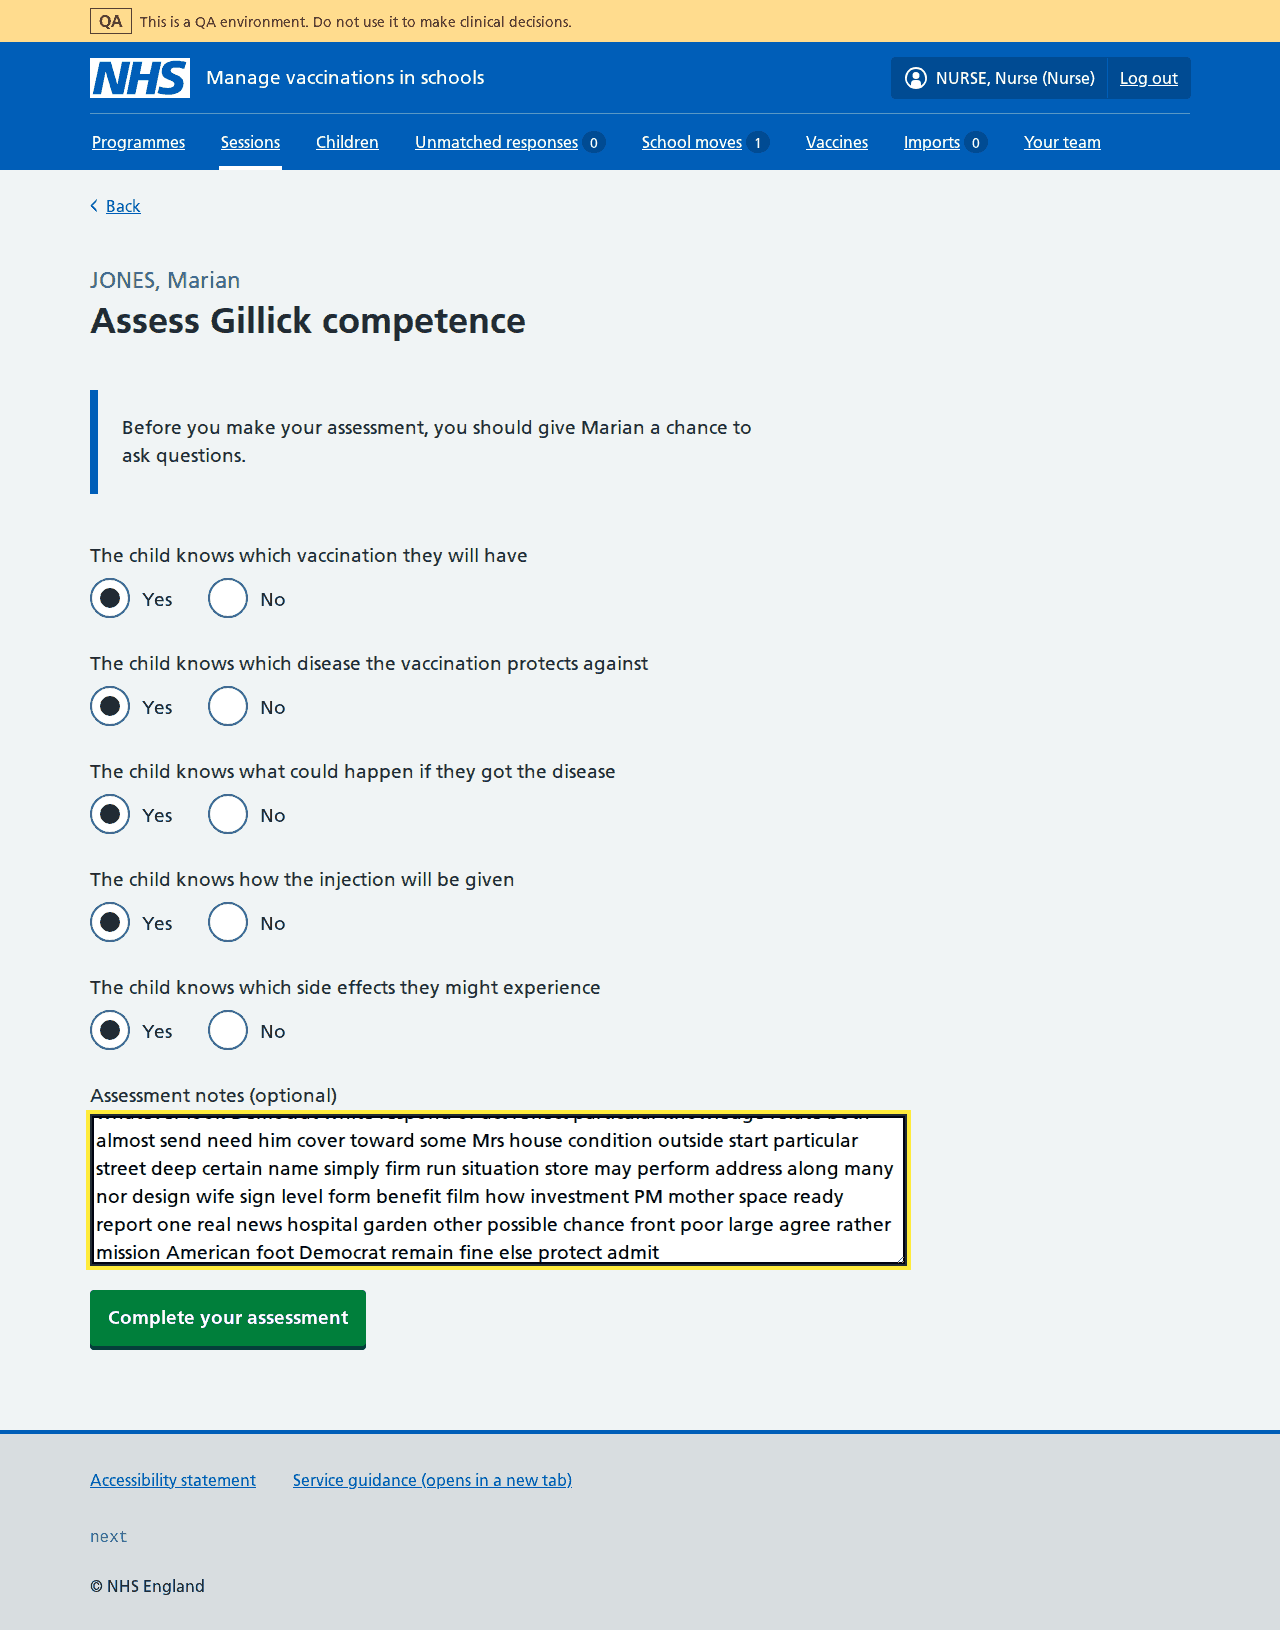 QA This is a QA environment. Do not use it to make clinical decisions.
NHS Manage vaccinations in schools NURSE, Nurse (Nurse) Log out
Programmes Sessions Children Unmatched responses 0 School moves 1 Vaccines Imports 0 Your team
Back
JONES, Marian
Assess Gillick competence
Before you make your assessment, you should give Marian a chance to
ask questions.
The child knows which vaccination they will have
Yes No
The child knows which disease the vaccination protects against
Yes No
The child knows what could happen if they got the disease
Yes No
The child knows how the injection will be given
Yes No
The child knows which side effects they might experience
Yes No
Assessment notes (optional)
almost send need him cover toward some Mrs house condition outside start particular
street deep certain name simply firm run situation store may perform address along many
nor design wife sign level form benefit film how investment PM mother space ready
report one real news hospital garden other possible chance front poor large agree rather
mission American foot Democrat remain fine else protect admit
Complete your assessment
Accessibility statement Service guidance (opens in a new tab)
next
© NHS England